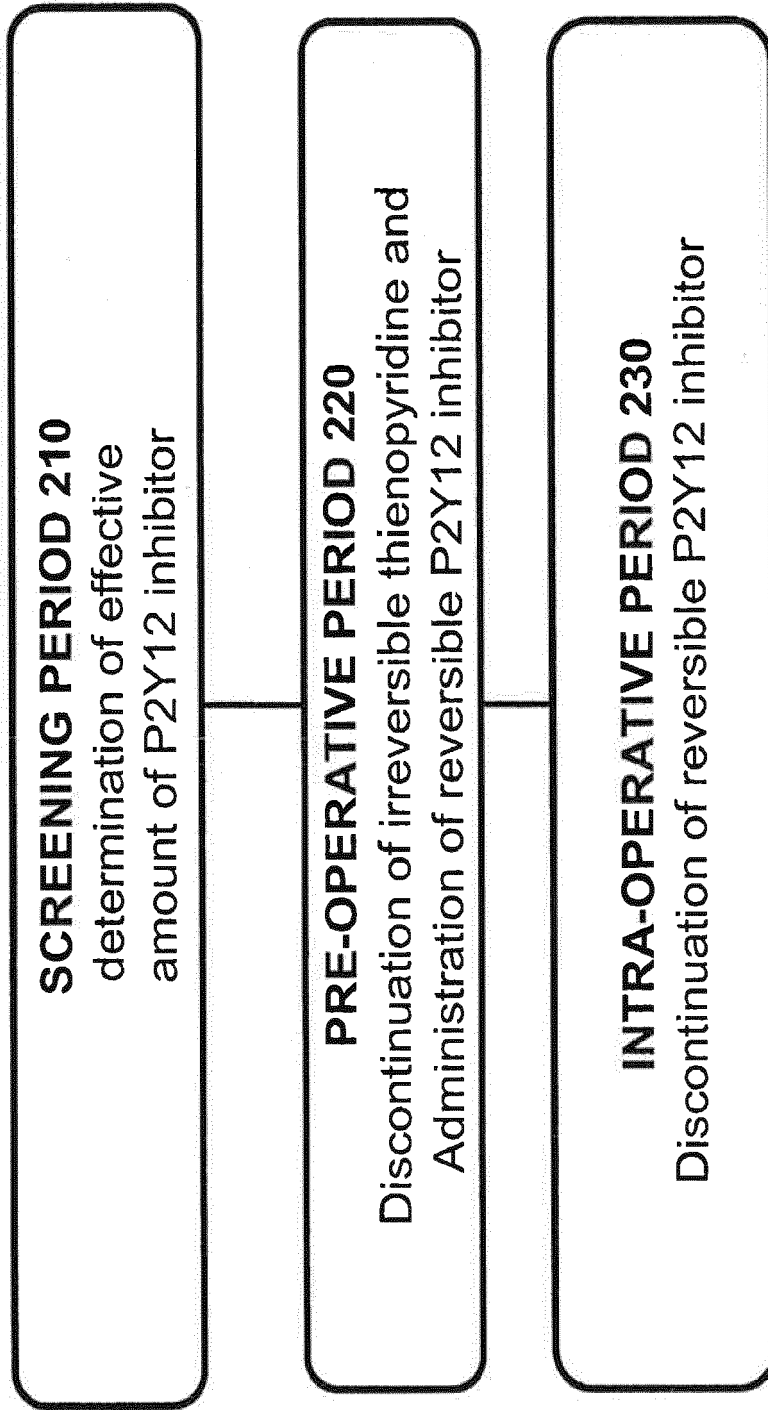 SCREENING PERIOD 210
determination of effective
amount of P2Y12 inhibitor
PRE-OPERATIVE PERIOD 220
Discontinuation of irreversible thienopyridine and
Administration of reversible P2Y12 inhibitor
INTRA-OPERATIVE PERIOD 230
Discontinuation of reversible P2Y12 inhibitor